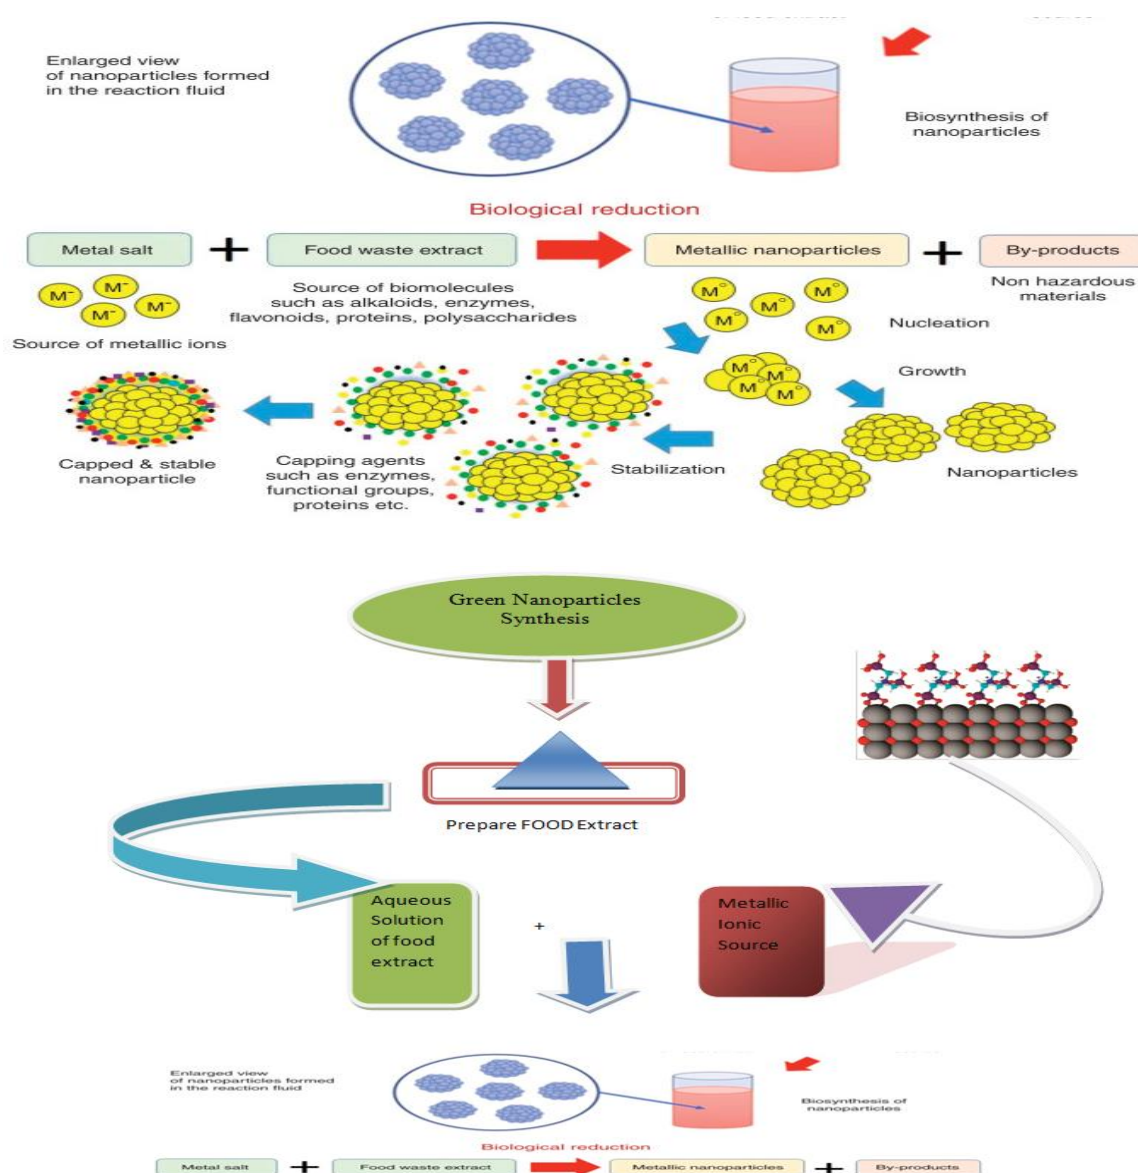 Enlarged view
of nanoparticles formed
in the reaction fluid
Biosynthesis of
nanoparticles
Biological reduction
Metal salt + Food waste extract Metallic nanoparticles + By-products
M⁻ M⁻ M⁻ M⁻
Source of metallic ions
Source of biomolecules
such as alkaloids, enzymes,
flavonoids, proteins, polysaccharides
M° M° M° M° M°
Non hazardous
materials
Nucleation
M° M° M° M°
Growth
Nanoparticles
Stabilization
Capping agents
such as enzymes,
functional groups,
proteins etc.
Capped & stable
nanoparticle
Green Nanoparticles
Synthesis
Prepare FOOD Extract
Aqueous
Solution
of food
extract
+
Metallic
Ionic
Source
Enlarged view
of nanoparticles formed
in the reaction fluid
Biosynthesis of
nanoparticles
Biological reduction
Metal salt + Food waste extract Metallic nanoparticles + By-products